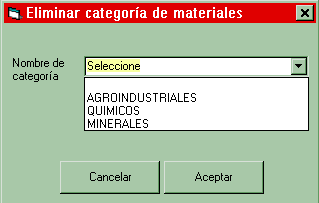 Eliminar categoría de materiales
Nombre de
categoría
Seleccione
AGROINDUSTRIALES
QUIMICOS
MINERALES
Cancelar
Aceptar